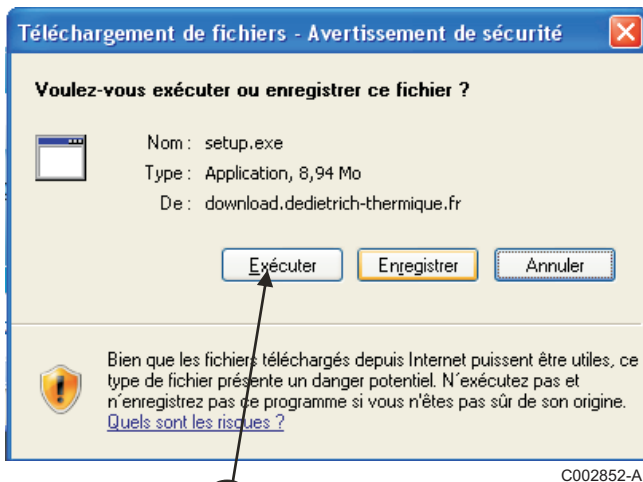 Téléchargement de fichiers - Avertissement de sécurité
Voulez-vous exécuter ou enregistrer ce fichier ?
Nom : setup.exe
Type : Application, 8,94 Mo
De : download.dedietrich-thermique.fr
Exécuter Enregistrer Annuler
Bien que les fichiers téléchargés depuis Internet puissent être utiles, ce
type de fichier présente un danger potentiel. N´exécutez pas et
n´enregistrez pas ce programme si vous n'êtes pas sûr de son origine.
Quels sont les risques ?
C002852-A